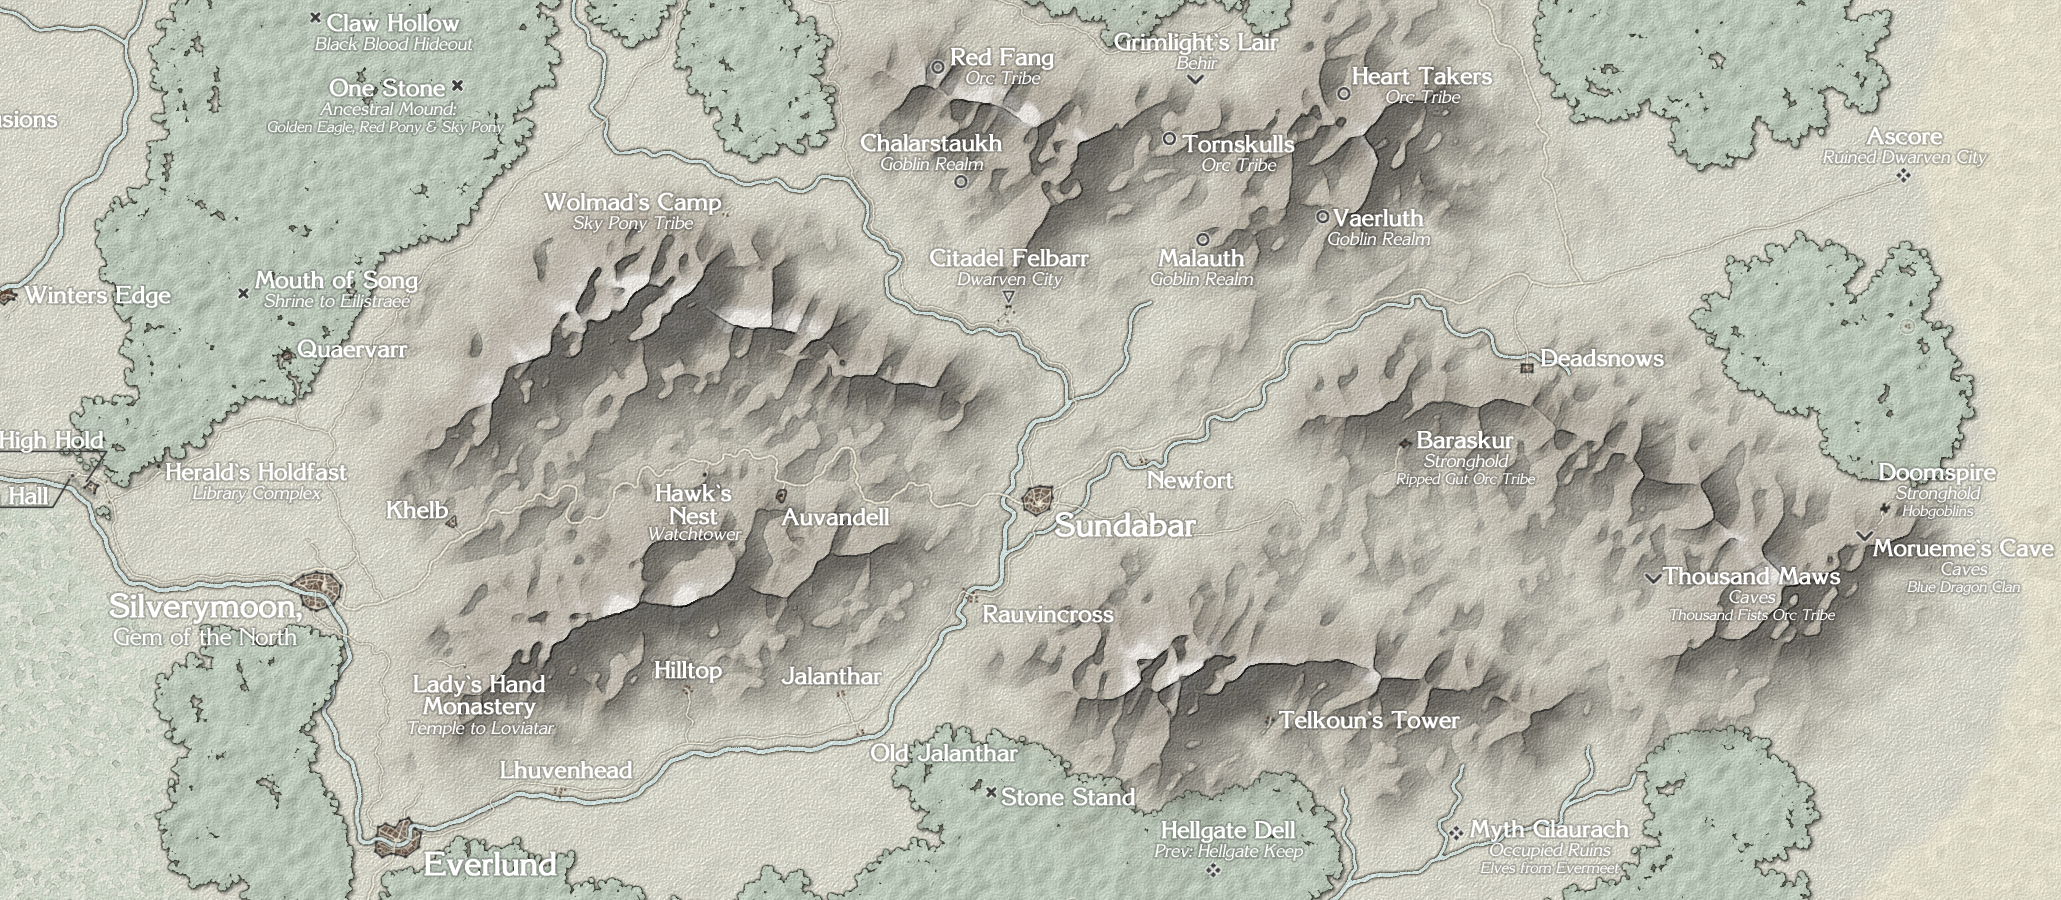 Claw Hollow
Black Blood Hideout
One Stone
Ancestral Mound:
Golden Eagle, Red Pony & Sky Pony
Red Fang
Orc Tribe
Grimlight's Lair
Behir
Heart Takers
Orc Tribe
Chalarstaukh
Goblin Realm
Tornskulls
Orc Tribe
Ascore
Ruined Dwarven City
Wolmad's Camp
Sky Pony Tribe
Vaerluth
Goblin Realm
Citadel Felbarr
Dwarven City
Malauth
Goblin Realm
Mouth of Song
Shrine to Eilistraee
Winters Edge
Quaervarr
Deadsnows
High Hold
Hall
Herald's Holdfast
Library Complex
Khelb
Hawk's
Nest
Watchtower
Auvandell
Newfort
Sundabar
Baraskur
Stronghold
Ripped Gut Orc Tribe
Doomspire
Stronghold
Hobgoblins
Morueme's Cave
Caves
Blue Dragon Clan
Thousand Maws
Caves
Thousand Fists Orc Tribe
Silverymoon,
Gem of the North
Rauvincross
Lady's Hand
Monastery
Temple to Loviatar
Hilltop
Jalanthar
Telkoun's Tower
Old Jalanthar
Lhuvenhead
Stone Stand
Everlund
Hellgate Dell
Prev: Hellgate Keep
Myth Glaurach
Occupied Ruins
Elves from Evermeet